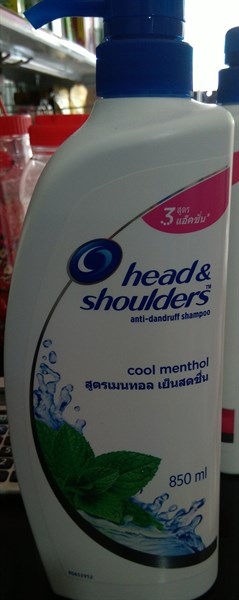 3 สูตร
แอ็คชั่น*
head &
shoulders™
anti-dandruff shampoo
cool menthol
สูตรเมนทอล เย็นสดชื่น
850 ml